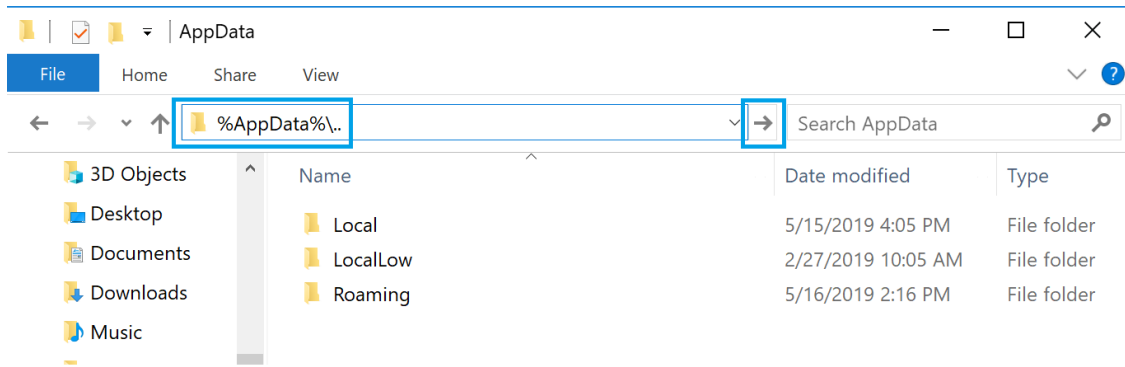 AppData
File Home Share View
%AppData%\.. Search AppData
3D Objects
Desktop
Documents
Downloads
Music
Name Date modified Type
Local 5/15/2019 4:05 PM File folder
LocalLow 2/27/2019 10:05 AM File folder
Roaming 5/16/2019 2:16 PM File folder